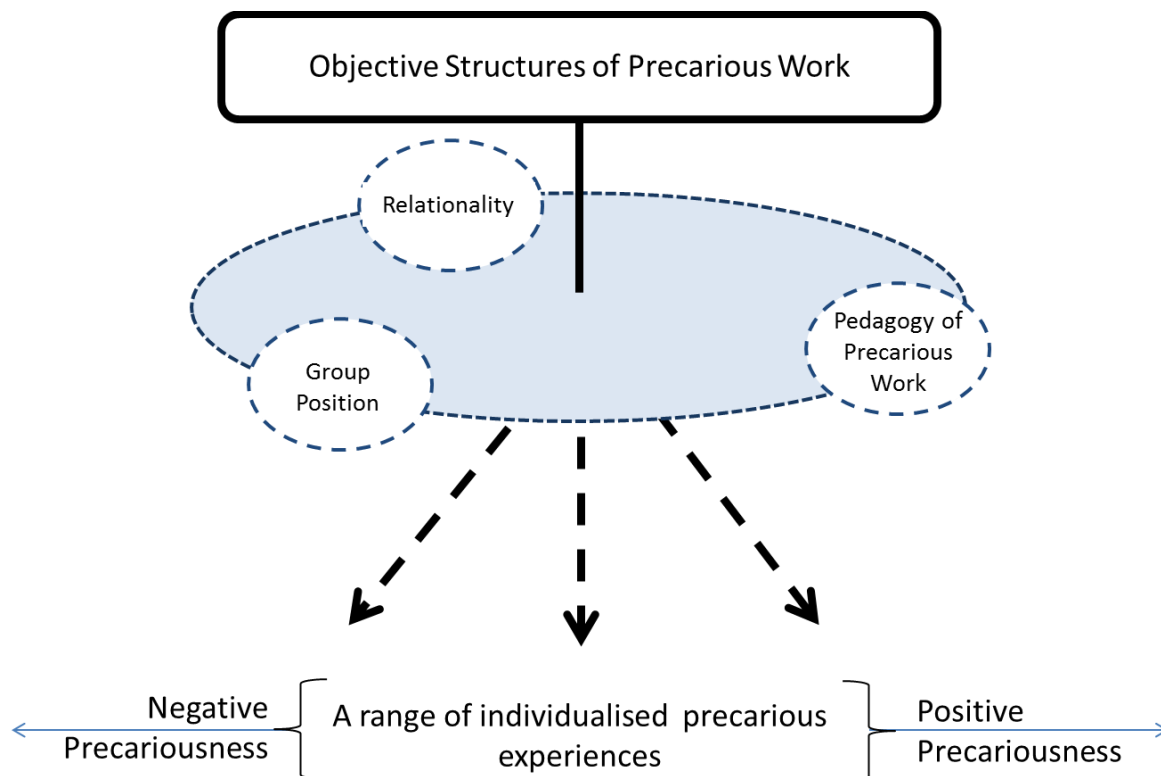 Objective Structures of Precarious Work
Relationality
Pedagogy of
Precarious
Work
Group
Position
Negative
Precariousness
A range of individualised precarious
experiences
Positive
Precariousness